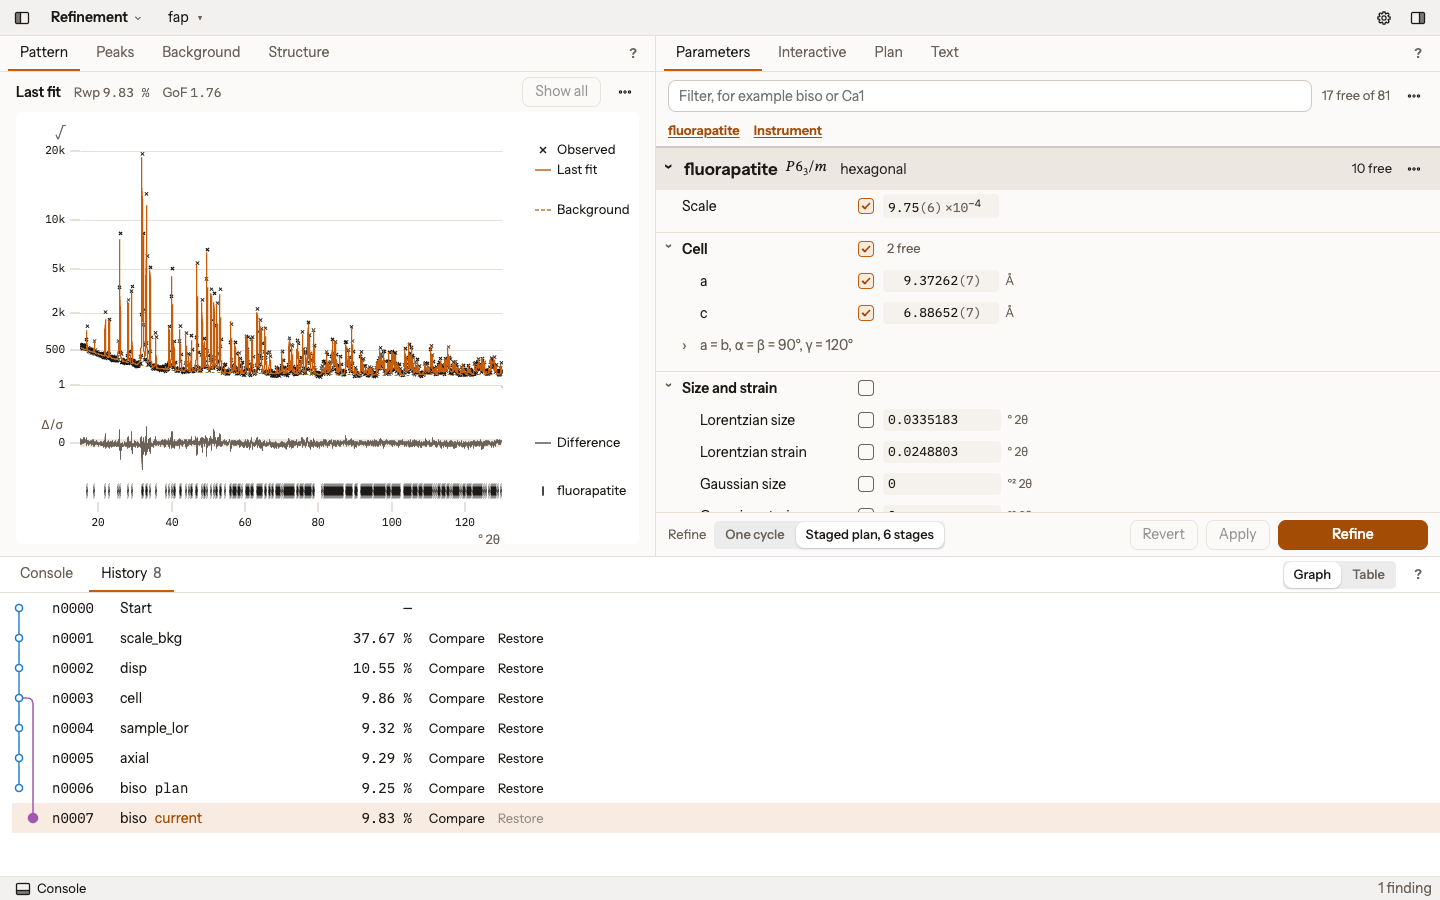 Refinement fap
Pattern Peaks Background Structure ?
Last fit Rwp 9.83 % GoF 1.76 Show all
√
20k
10k
5k
2k
500
1
Δ/σ
0
20 40 60 80 100 120
°2θ
Observed
Last fit
Background
Difference
fluorapatite
Parameters Interactive Plan Text ?
Filter, for example biso or Ca1 17 free of 81
fluorapatite Instrument
fluorapatite P6₃/m hexagonal 10 free
Scale 9.75(6) ×10⁻⁴
Cell 2 free
a 9.37262(7) Å
c 6.88652(7) Å
a = b, α = β = 90°, γ = 120°
Size and strain
Lorentzian size 0.0335183 °2θ
Lorentzian strain 0.0248803 °2θ
Gaussian size 0 °² 2θ
Refine One cycle Staged plan, 6 stages Revert Apply Refine
Console History 8 Graph Table ?
n0000 Start —
n0001 scale_bkg 37.67 % Compare Restore
n0002 disp 10.55 % Compare Restore
n0003 cell 9.86 % Compare Restore
n0004 sample_lor 9.32 % Compare Restore
n0005 axial 9.29 % Compare Restore
n0006 biso plan 9.25 % Compare Restore
n0007 biso current 9.83 % Compare Restore
Console 1 finding